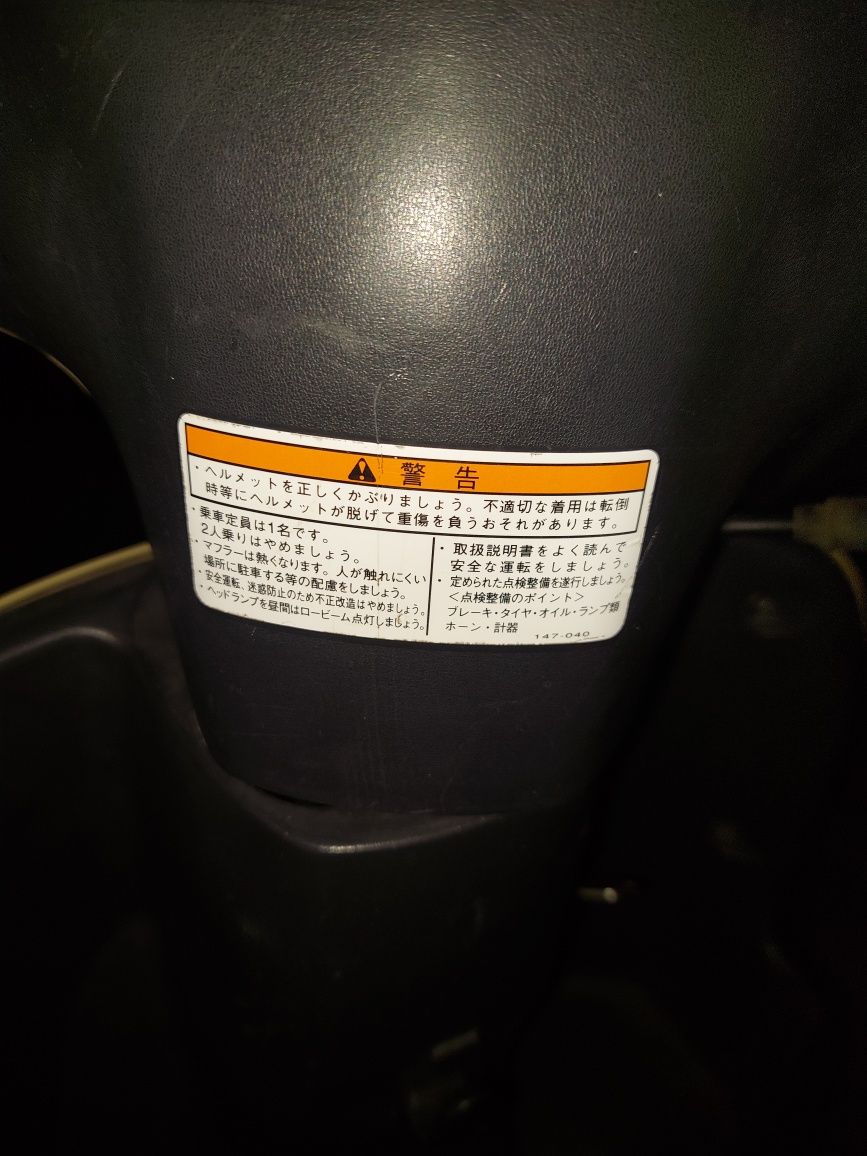 警告
・ヘルメットを正しくかぶりましょう。不適切な着用は転倒
時等にヘルメットが脱げて重傷を負うおそれがあります。
・乗車定員は1名です。
2人乗りはやめましょう。
・マフラーは熱くなります。人が触れにくい
場所に駐車する等の配慮をしましょう。
・安全運転、迷惑防止のため不正改造はやめましょう。
・ヘッドランプを昼間はロービーム点灯しましょう。
・取扱説明書をよく読んで
安全な運転をしましょう。
・定められた点検整備を遂行しましょう。
＜点検整備のポイント＞
ブレーキ・タイヤ・オイル・ランプ類
ホーン・計器
147-040